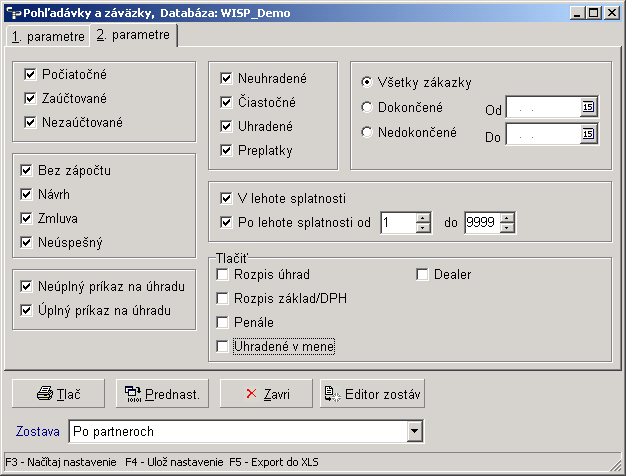 Pohľadávky a záväzky, Databáza: WISP_Demo
1. parametre
2. parametre
Počiatočné
Zaúčtované
Nezaúčtované
Bez zápočtu
Návrh
Zmluva
Neúspešný
Neúplný príkaz na úhradu
Úplný príkaz na úhradu
Neuhradené
Čiastočné
Uhradené
Preplatky
Všetky zákazky
Dokončené
Nedokončené
Od . . 15
Do . . 15
V lehote splatnosti
Po lehote splatnosti od 1 do 9999
Tlačiť
Rozpis úhrad
Dealer
Rozpis základ/DPH
Penále
Uhradené v mene
Tlač
Prednast.
Zavri
Editor zostáv
Zostava Po partneroch
F3 - Načítaj nastavenie F4 - Ulož nastavenie F5 - Export do XLS